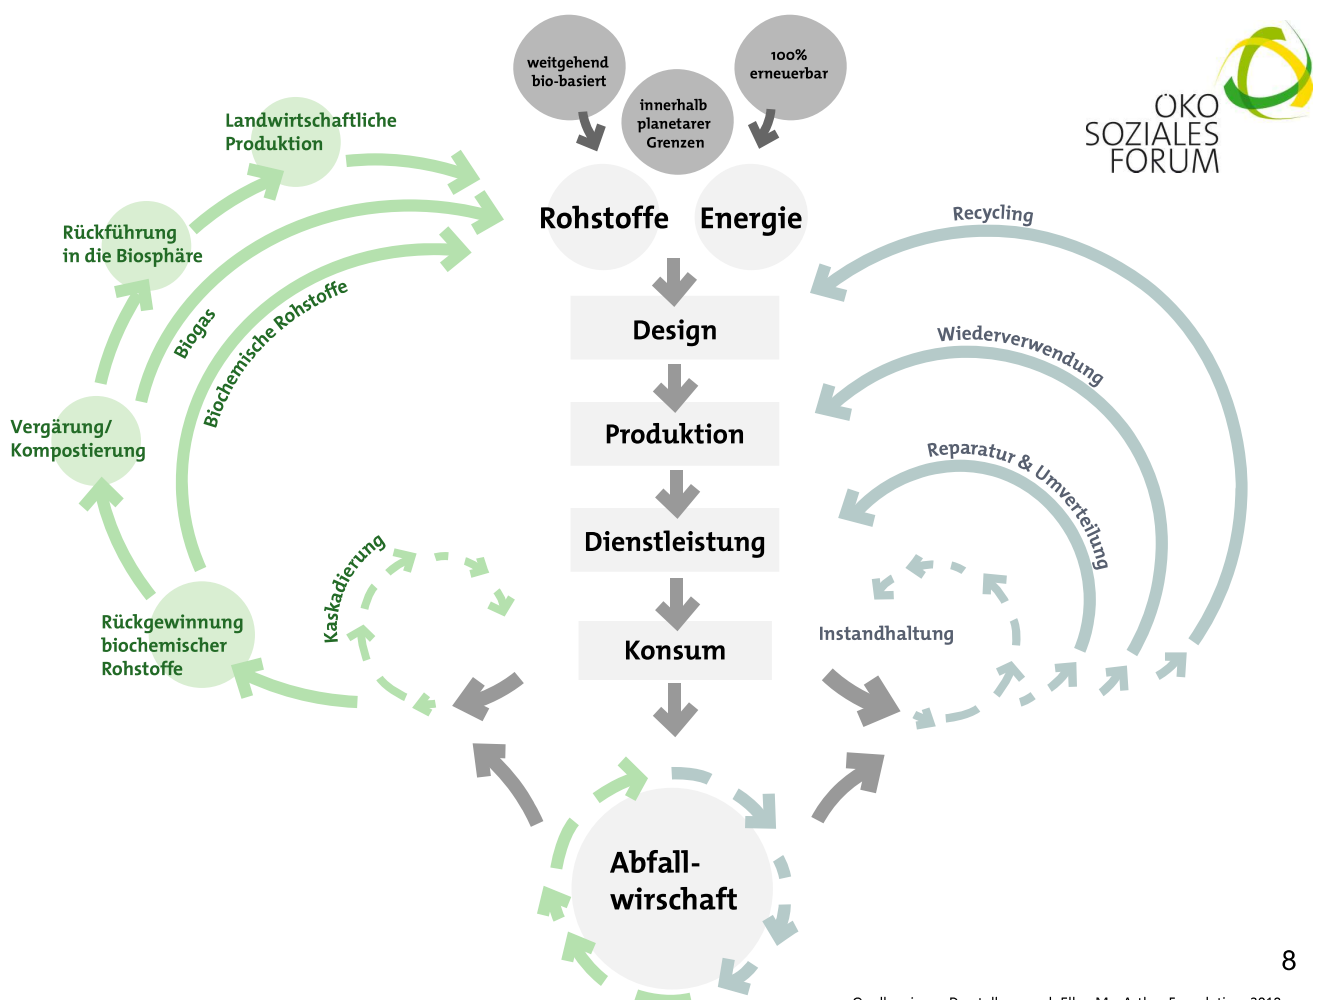 weitgehend
bio-basiert
100%
erneuerbar
innerhalb
planetarer
Grenzen
ÖKO
SOZIALES
FORUM
Landwirtschaftliche
Produktion
Rohstoffe
Energie
Recycling
Rückführung
in die Biosphäre
Biogas
Biochemische Rohstoffe
Design
Wiederverwendung
Vergärung/
Kompostierung
Produktion
Reparatur & Umverteilung
Dienstleistung
Kaskadierung
Rückgewinnung
biochemischer
Rohstoffe
Konsum
Instandhaltung
Abfall-
wirschaft
8